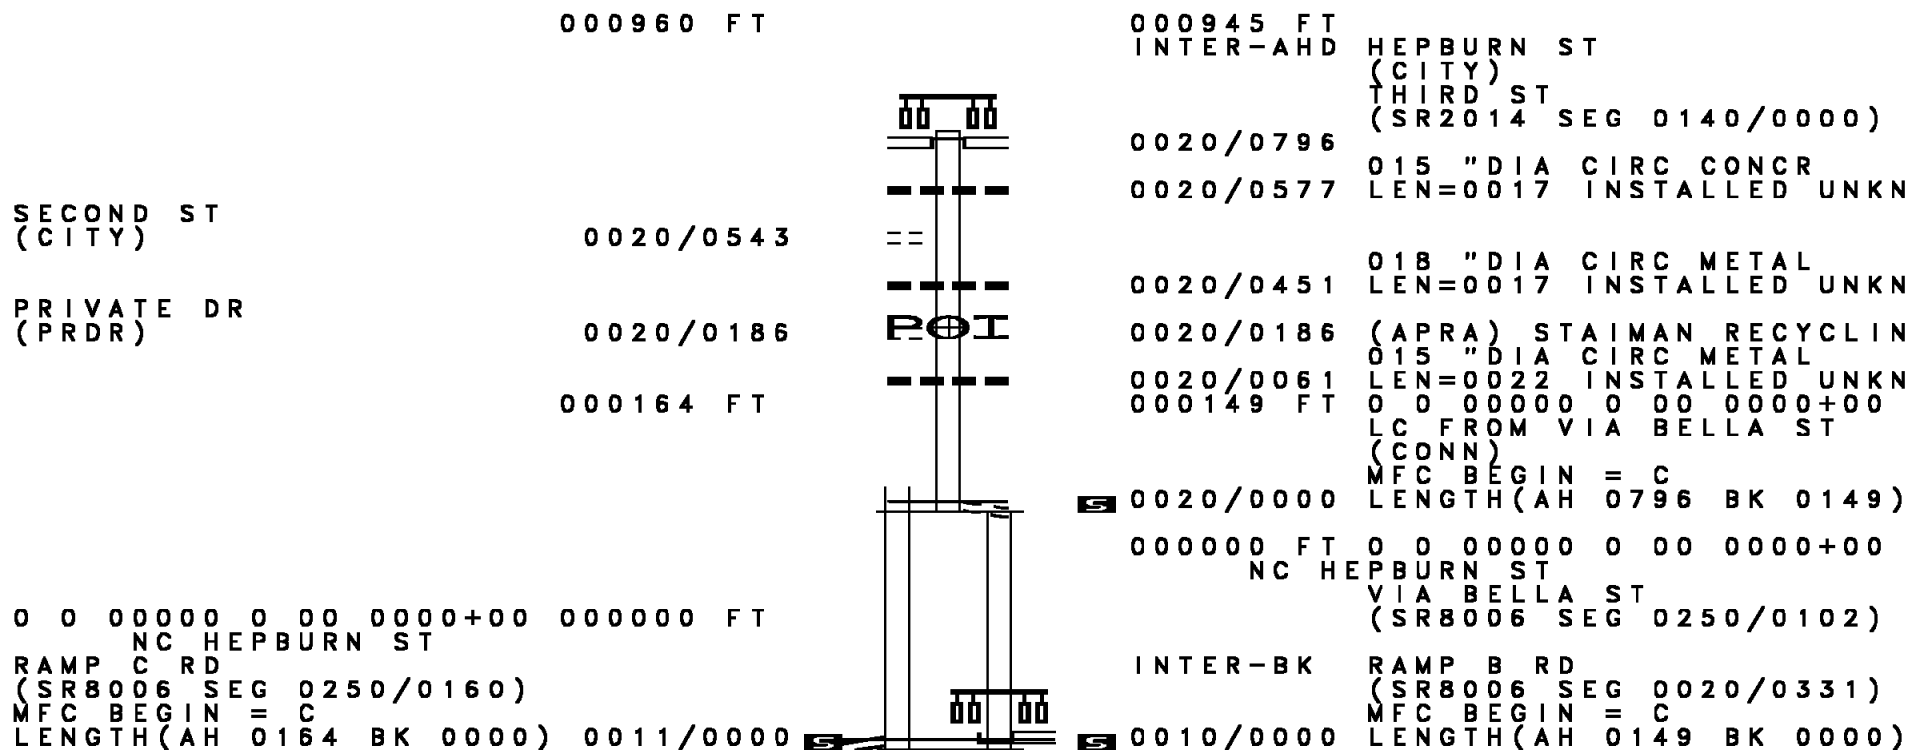 000960 FT 000945 FT
INTER-AHD HEPBURN ST
(CITY)
THIRD ST
(SR2014 SEG 0140/0000)
0020/0796
015 "DIA CIRC CONCR
0020/0577 LEN=0017 INSTALLED UNKN
SECOND ST
(CITY) 0020/0543
018 "DIA CIRC METAL
0020/0451 LEN=0017 INSTALLED UNKN
PRIVATE DR
(PRDR) 0020/0186 POI 0020/0186 (APRA) STAIMAN RECYCLIN
015 "DIA CIRC METAL
0020/0061 LEN=0022 INSTALLED UNKN
000164 FT 000149 FT 0 0 00000 0 00 0000+00
LC FROM VIA BELLA ST
(CONN)
MFC BEGIN = C
S 0020/0000 LENGTH(AH 0796 BK 0149)
000000 FT 0 0 00000 0 00 0000+00
NC HEPBURN ST
VIA BELLA ST
0 0 00000 0 00 0000+00 000000 FT (SR8006 SEG 0250/0102)
NC HEPBURN ST
RAMP C RD INTER-BK RAMP B RD
(SR8006 SEG 0250/0160) (SR8006 SEG 0020/0331)
MFC BEGIN = C MFC BEGIN = C
LENGTH(AH 0164 BK 0000) 0011/0000 S S 0010/0000 LENGTH(AH 0149 BK 0000)